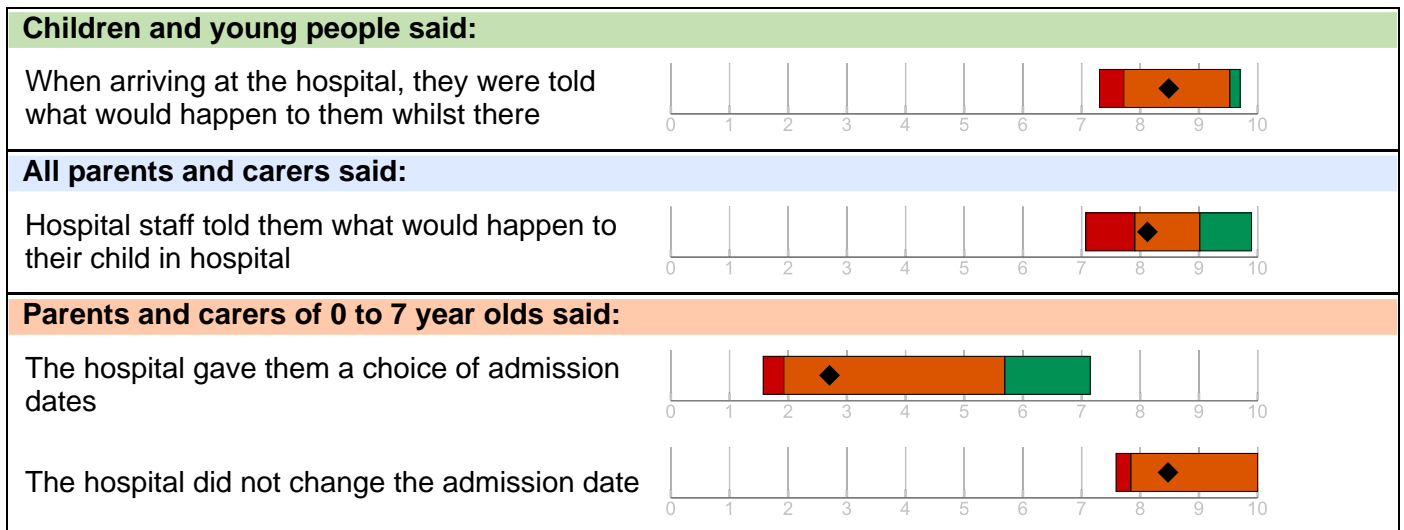 Children and young people said:
When arriving at the hospital, they were told
what would happen to them whilst there
0 1 2 3 4 5 6 7 8 9 10
All parents and carers said:
Hospital staff told them what would happen to
their child in hospital
0 1 2 3 4 5 6 7 8 9 10
Parents and carers of 0 to 7 year olds said:
The hospital gave them a choice of admission
dates
0 1 2 3 4 5 6 7 8 9 10
The hospital did not change the admission date
0 1 2 3 4 5 6 7 8 9 10